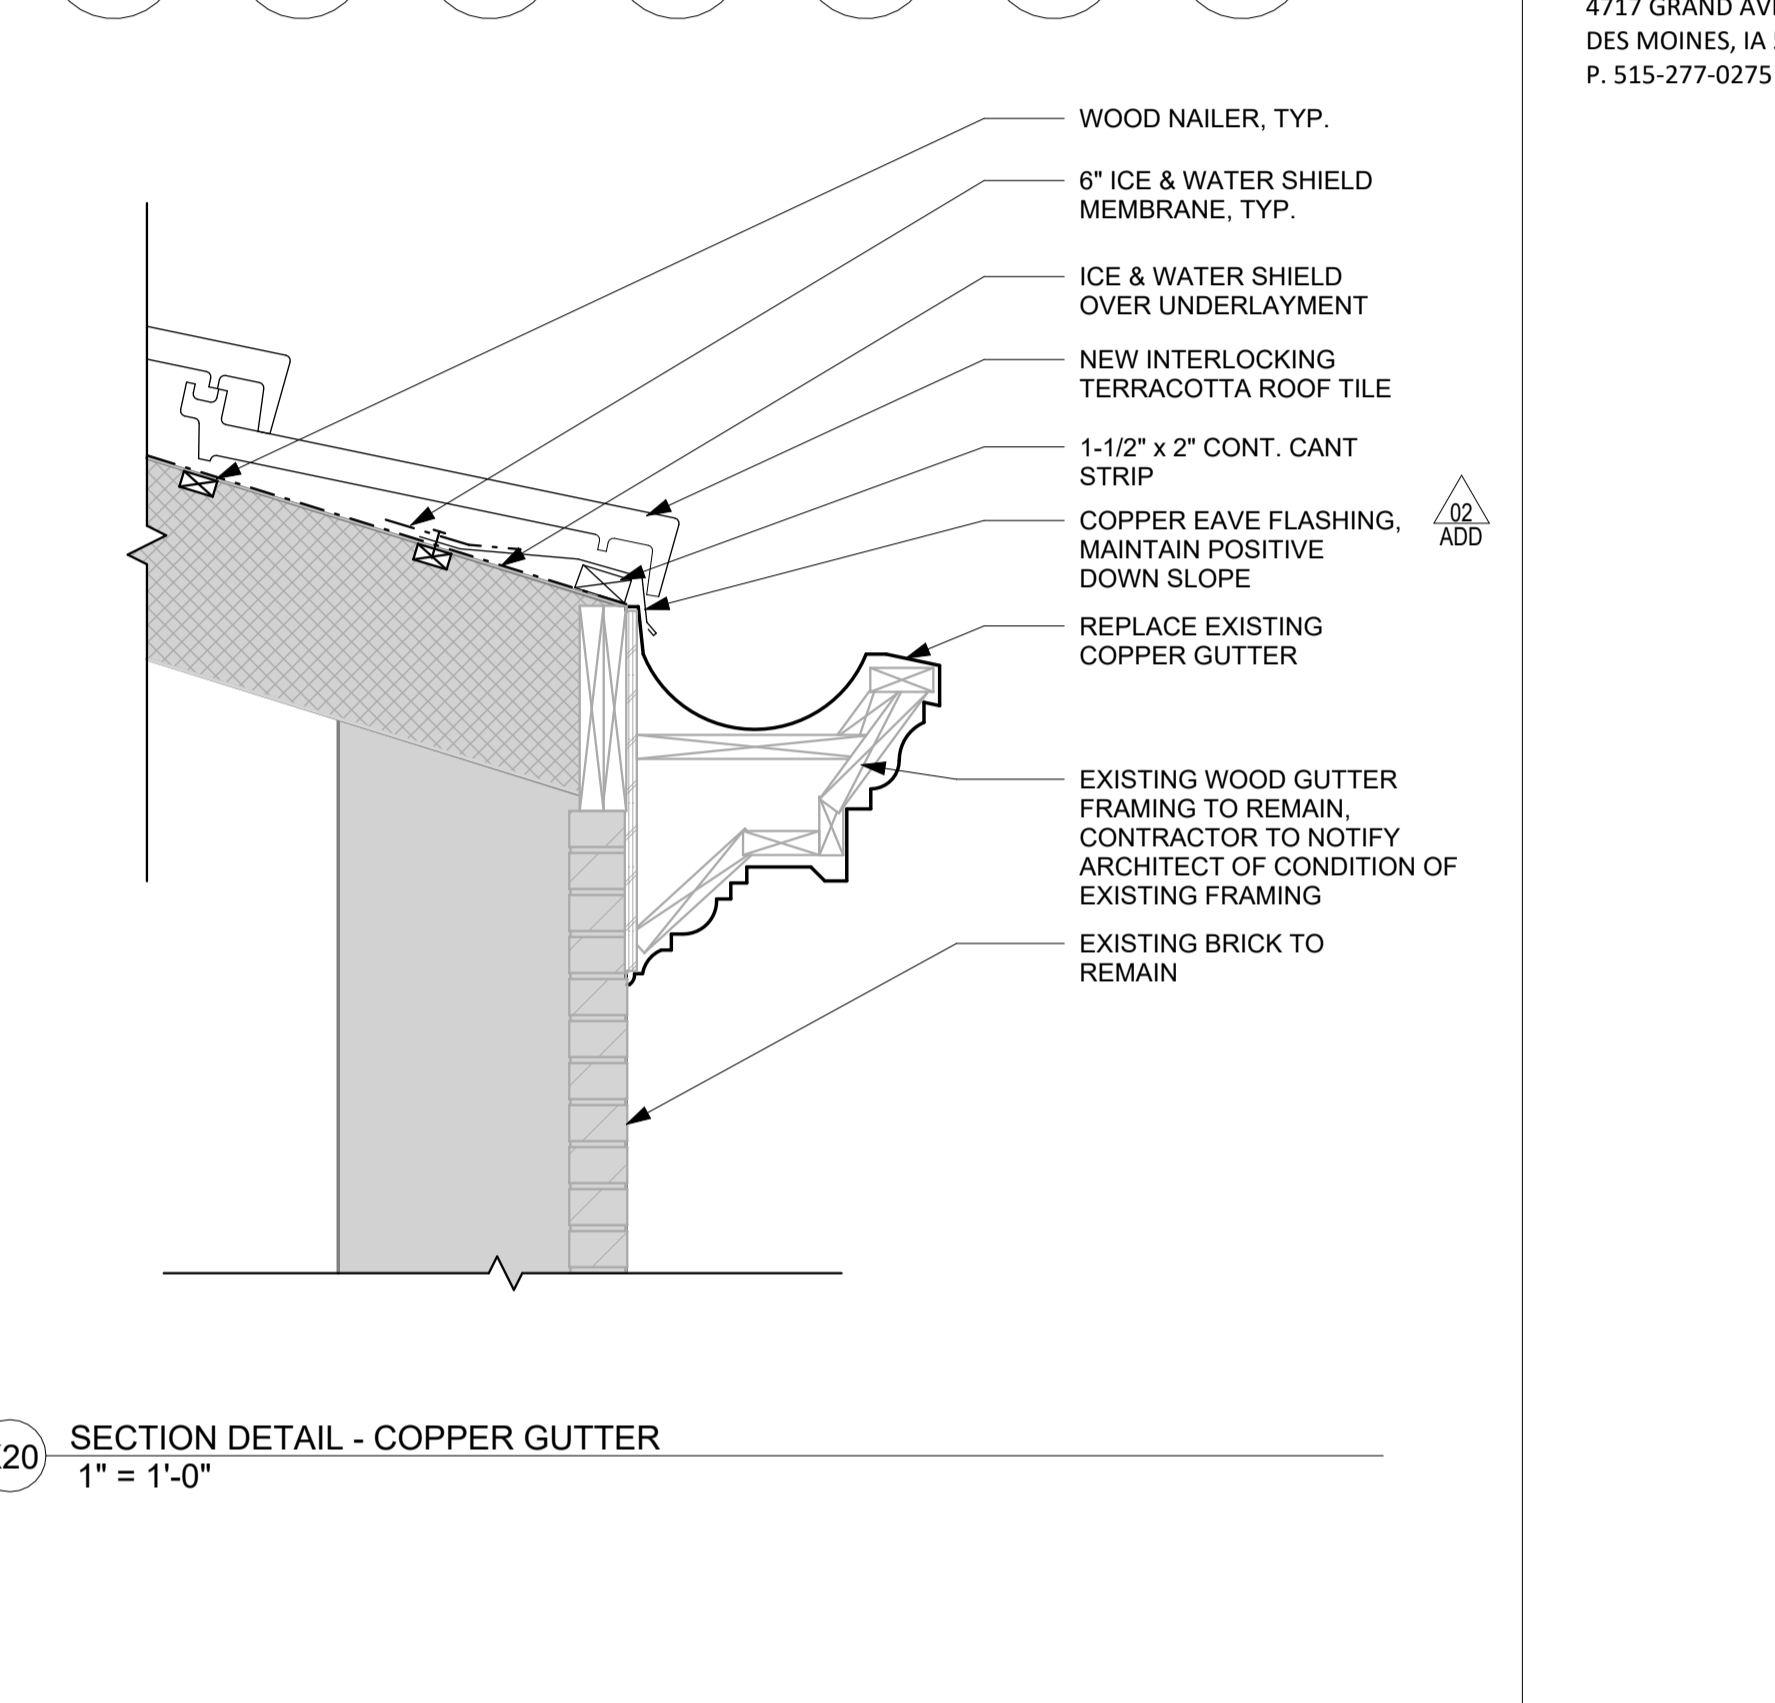 4717 GRAND AV
DES MOINES, IA
P. 515-277-0275
WOOD NAILER, TYP.
6" ICE & WATER SHIELD
MEMBRANE, TYP.
ICE & WATER SHIELD
OVER UNDERLAYMENT
NEW INTERLOCKING
TERRACOTTA ROOF TILE
1-1/2" x 2" CONT. CANT
STRIP
COPPER EAVE FLASHING,
MAINTAIN POSITIVE
DOWN SLOPE
02
ADD
REPLACE EXISTING
COPPER GUTTER
EXISTING WOOD GUTTER
FRAMING TO REMAIN,
CONTRACTOR TO NOTIFY
ARCHITECT OF CONDITION OF
EXISTING FRAMING
EXISTING BRICK TO
REMAIN
20
SECTION DETAIL - COPPER GUTTER
1" = 1'-0"